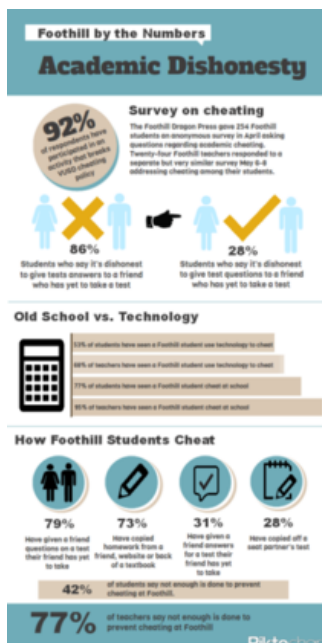 Foothill by the Numbers
Academic Dishonesty
92%
of respondents have
participated in an
activity that breaks
VUSD cheating
policy
Survey on cheating
The Foothill Dragon Press gave 254 Foothill
students an anonymous survey in April asking
questions regarding academic cheating.
Twenty-four Foothill teachers responded to a
separate but very similar survey May 6-8
addressing cheating among their students.
86%
Students who say it's dishonest
to give tests answers to a friend
who has yet to take a test
28%
Students who say it's dishonest
to give test questions to a friend
who has yet to take a test
Old School vs. Technology
53% of students have seen a Foothill student use technology to cheat
68% of teachers have seen a Foothill student use technology to cheat
77% of students have seen a Foothill student cheat at school
95% of teachers have seen a Foothill student cheat at school
How Foothill Students Cheat
79%
Have given a friend
questions on a test
their friend has yet
to take
73%
Have copied
homework from a
friend, website or back
of a textbook
31%
Have given a
friend answers
for a test their
friend has yet to
take
28%
Have copied off a
seat partner's test
42%
of students say not enough is done to prevent
cheating at Foothill.
77%
of teachers say not enough is done to
prevent cheating at Foothill